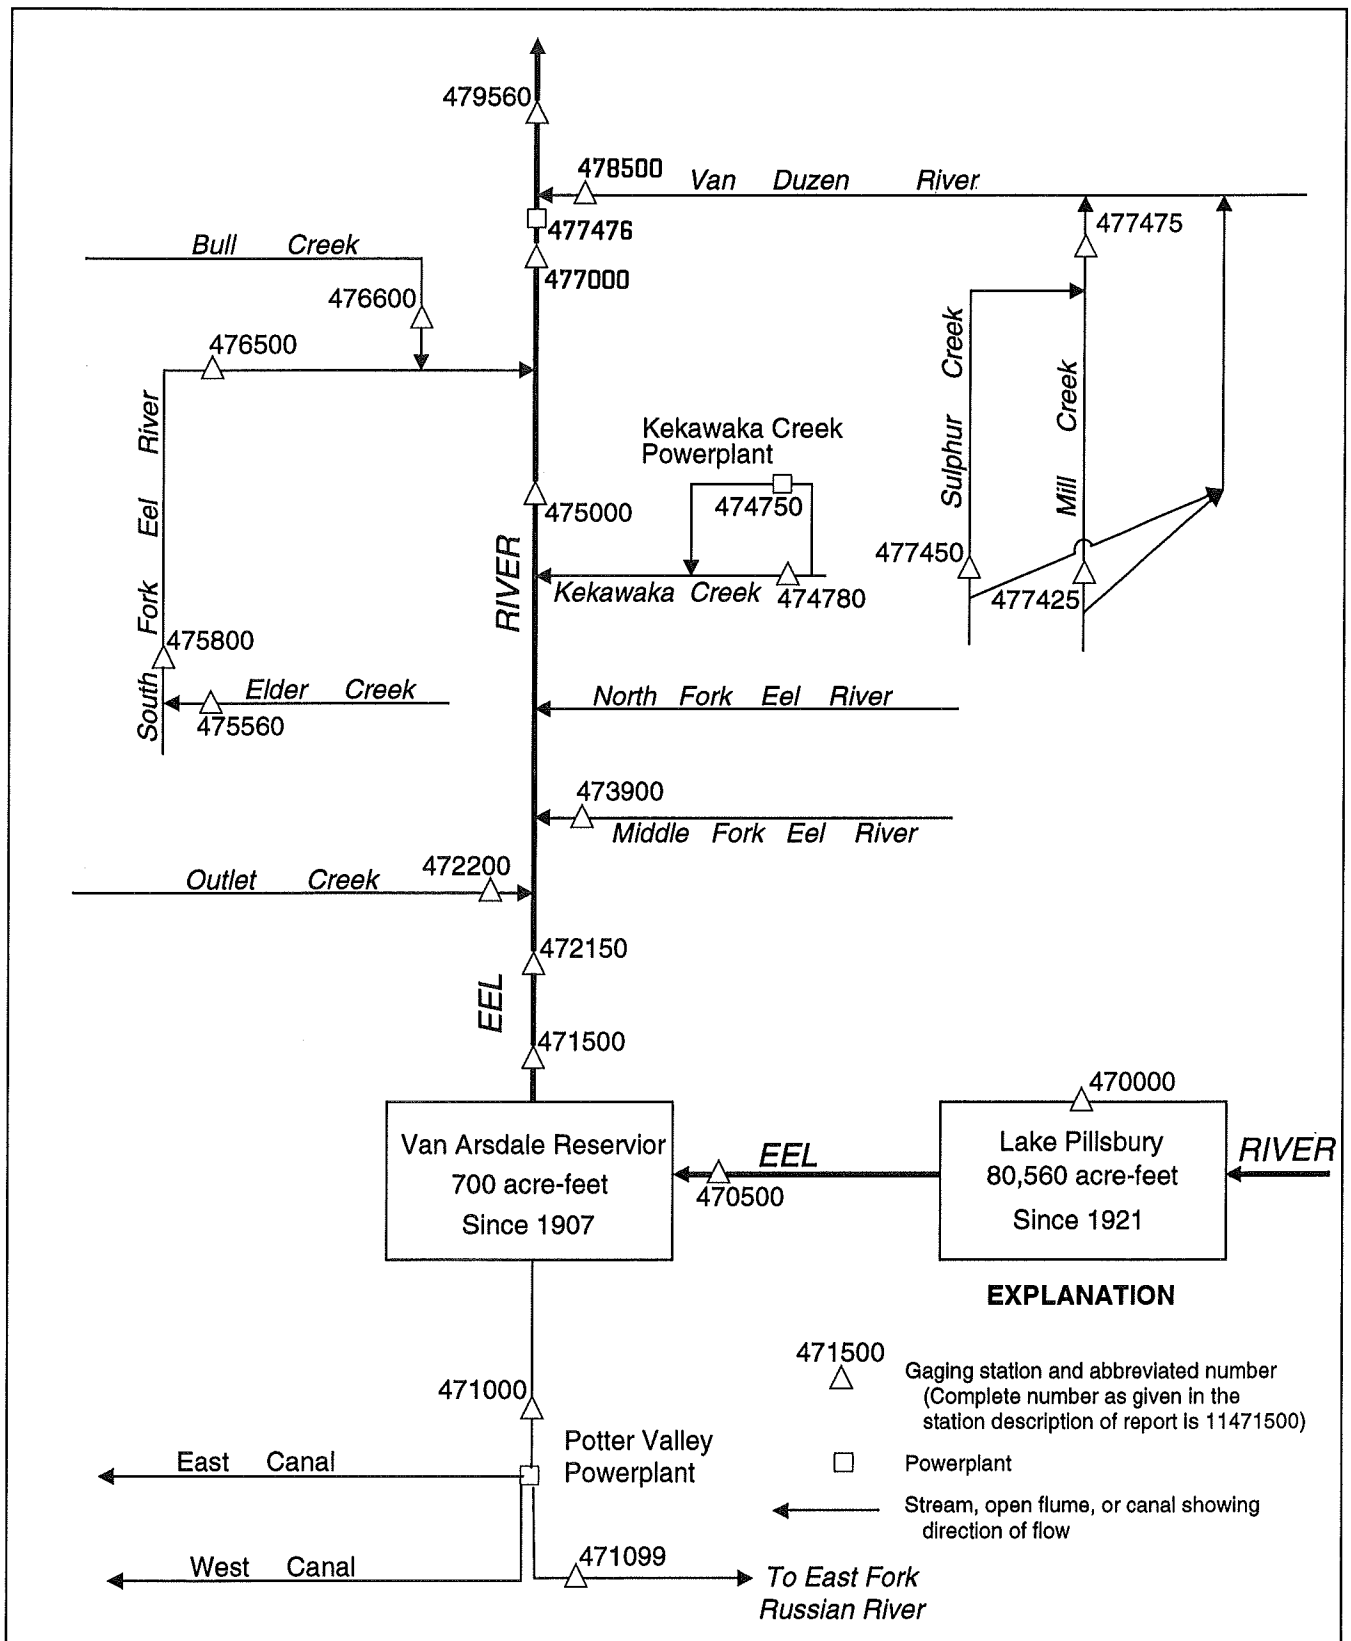 479560
478500
Van Duzen River
477476
477475
Bull Creek
477000
476600
476500
Sulphur Creek
Mill Creek
South Fork Eel River
Kekawaka Creek
Powerplant
475000
474750
RIVER
477450
Kekawaka Creek
474780
477425
475800
Elder Creek
475560
North Fork Eel River
473900
Middle Fork Eel River
472200
Outlet Creek
472150
EEL
471500
470000
Van Arsdale Reservior
700 acre-feet
Since 1907
EEL
470500
Lake Pillsbury
80,560 acre-feet
Since 1921
RIVER
EXPLANATION
471500
Gaging station and abbreviated number
(Complete number as given in the
station description of report is 11471500)
Powerplant
Stream, open flume, or canal showing
direction of flow
471000
Potter Valley
Powerplant
East Canal
West Canal
471099
To East Fork
Russian River